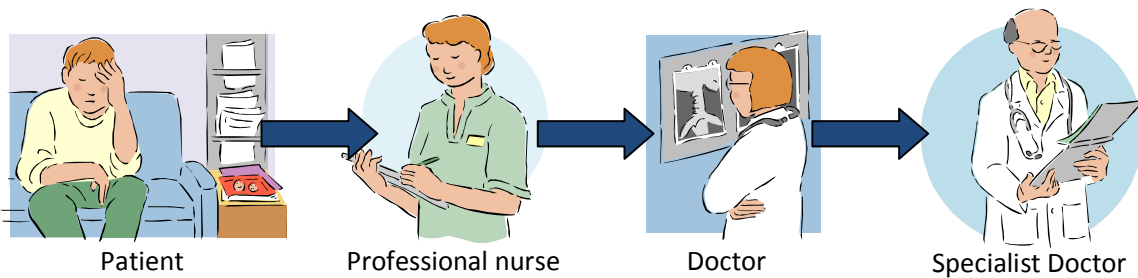 Patient
Professional nurse
Doctor
Specialist Doctor